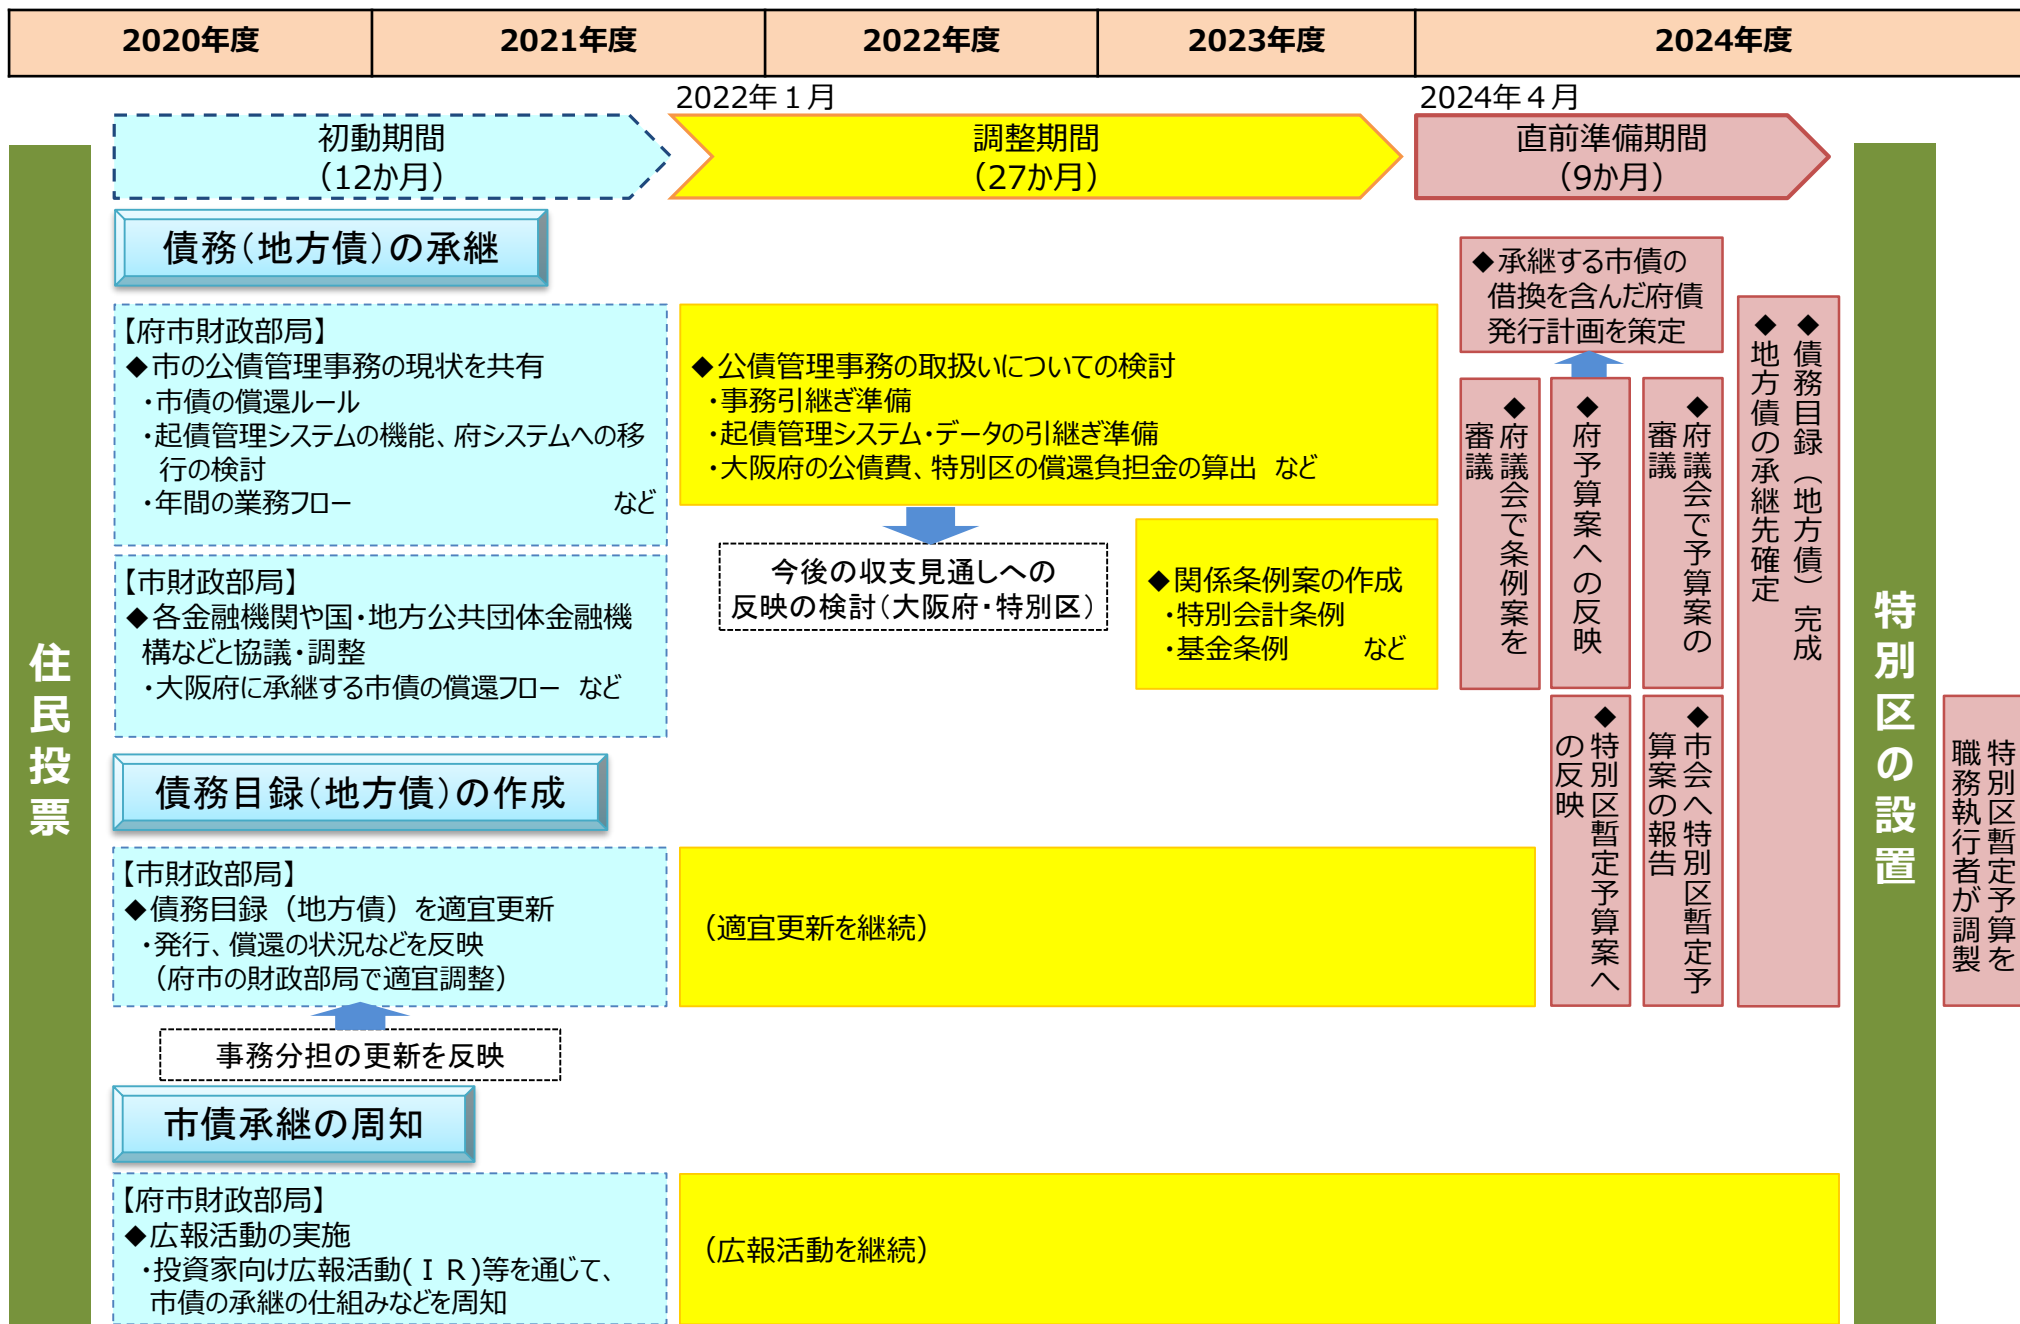 2020年度
2021年度
2022年度
2023年度
2024年度
2022年１月
2024年４月
初動期間
（12か月）
調整期間
（27か月）
直前準備期間
（9か月）
住民投票
債務（地方債）の承継
【府市財政部局】
◆市の公債管理事務の現状を共有
・市債の償還ルール
・起債管理システムの機能、府システムへの移
行の検討
・年間の業務フロー　など
【市財政部局】
◆各金融機関や国・地方公共団体金融機
構などと協議・調整
・大阪府に承継する市債の償還フロー　など
◆公債管理事務の取扱いについての検討
・事務引継ぎ準備
・起債管理システム・データの引継ぎ準備
・大阪府の公債費、特別区の償還負担金の算出　など
今後の収支見通しへの
反映の検討（大阪府・特別区）
◆関係条例案の作成
・特別会計条例
・基金条例　など
◆承継する市債の
借換を含んだ府債
発行計画を策定
◆府議会で条例案を
審議
◆府予算案への反映
◆府議会で予算案の
審議
◆債務目録（地方債）完成
◆地方債の承継先確定
◆特別区暫定予算案へ
の反映
◆市会へ特別区暫定予
算案の報告
債務目録（地方債）の作成
【市財政部局】
◆債務目録（地方債）を適宜更新
・発行、償還の状況などを反映
（府市の財政部局で適宜調整）
（適宜更新を継続）
事務分担の更新を反映
市債承継の周知
【府市財政部局】
◆広報活動の実施
・投資家向け広報活動(ＩＲ)等を通じて、
市債の承継の仕組みなどを周知
（広報活動を継続）
特別区の設置
特別区暫定予算を
職務執行者が調製